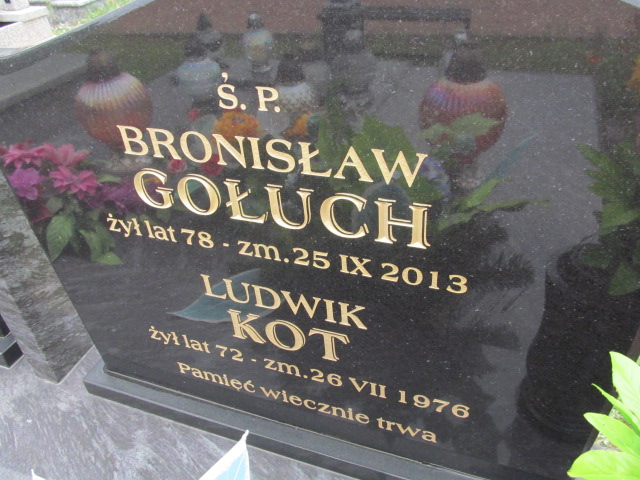 Ś. P.
BRONISŁAW
GOŁUCH
żył lat 78 - zm. 25 IX 2013
LUDWIK
KOT
żył lat 72 - zm. 26 VII 1976
Pamięć wiecznie trwa